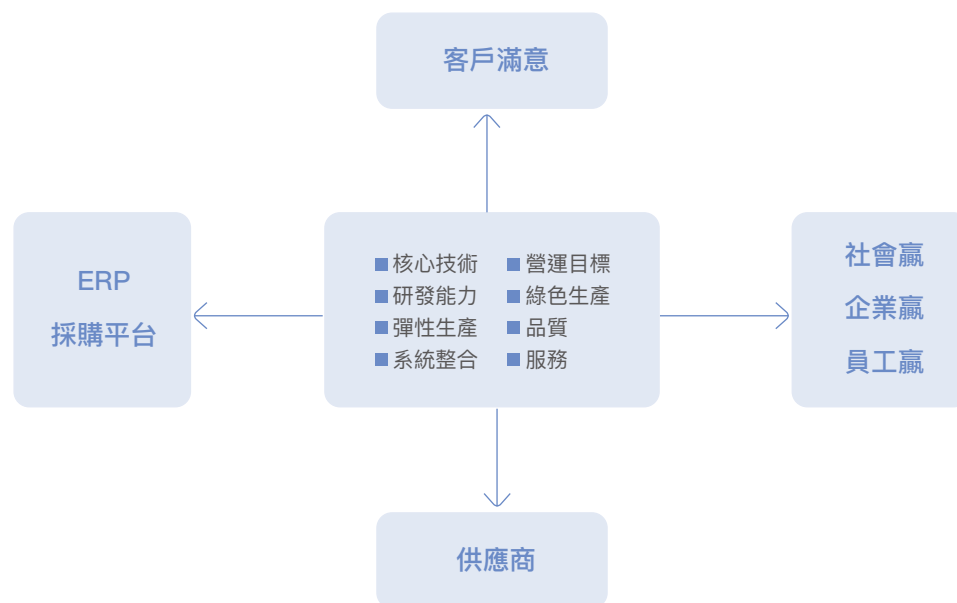 客戶滿意
ERP
採購平台
■核心技術 ■營運目標
■研發能力 ■綠色生產
■彈性生產 ■品質
■系統整合 ■服務
社會贏
企業贏
員工贏
供應商